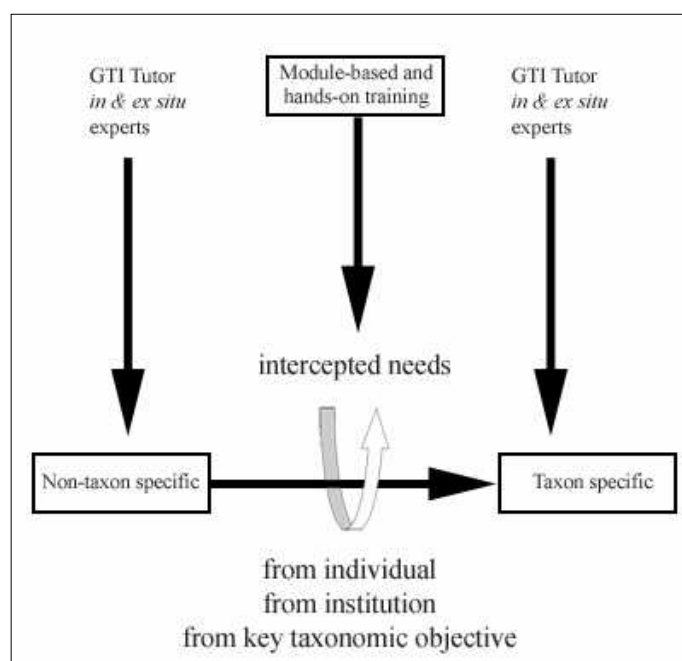 GTI Tutor
in & ex situ
experts
Module-based and
hands-on training
GTI Tutor
in & ex situ
experts
intercepted needs
Non-taxon specific
Taxon specific
from individual
from institution
from key taxonomic objective